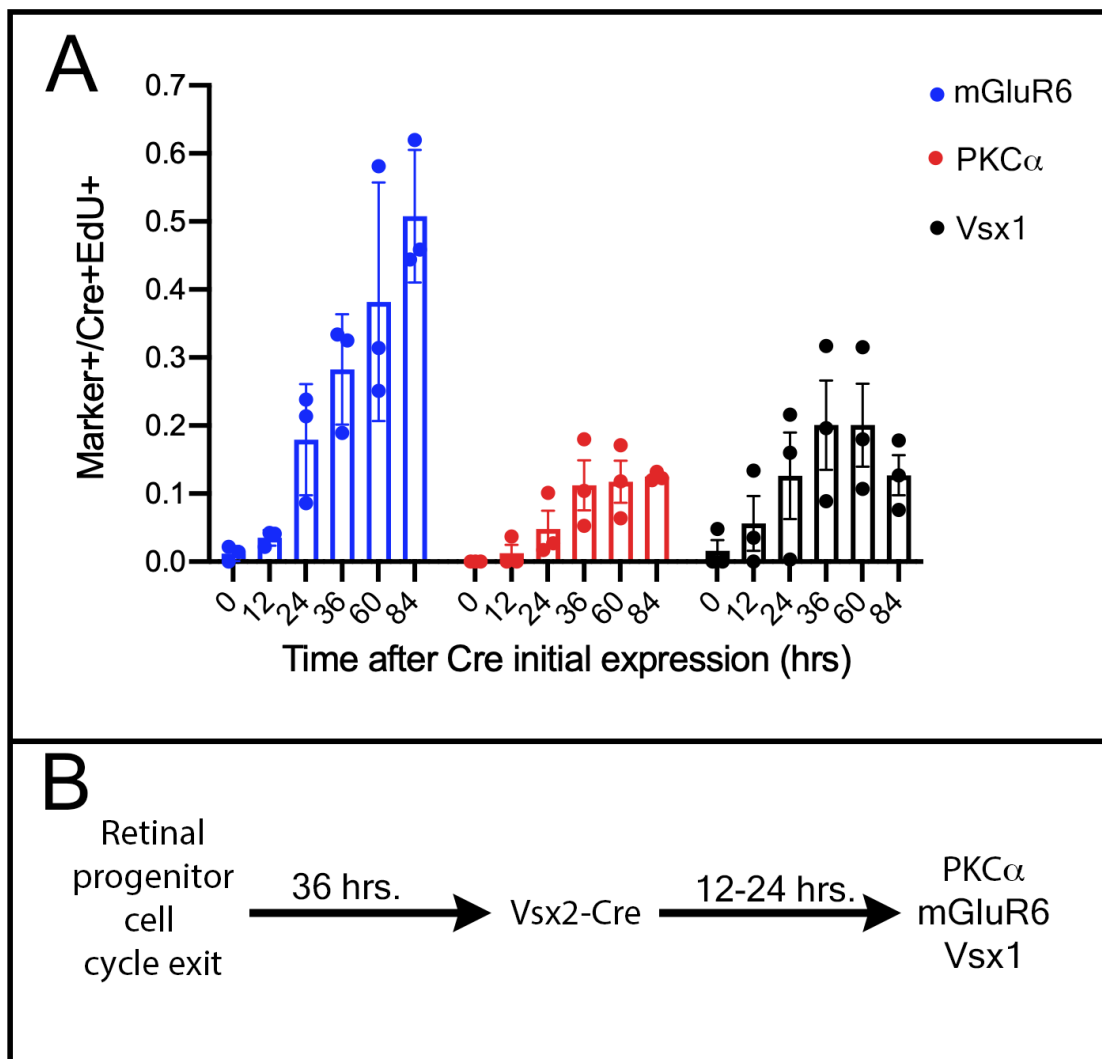 A
0.7
0.6
0.5
0.4
0.3
0.2
0.1
0.0
Marker+/Cre+EdU+
mGluR6
PKCα
Vsx1
0 12 24 36 60 84 0 12 24 36 60 84 0 12 24 36 60 84
Time after Cre initial expression (hrs)
B
Retinal
progenitor
cell
cycle exit
36 hrs.
Vsx2-Cre
12-24 hrs.
PKCα
mGluR6
Vsx1